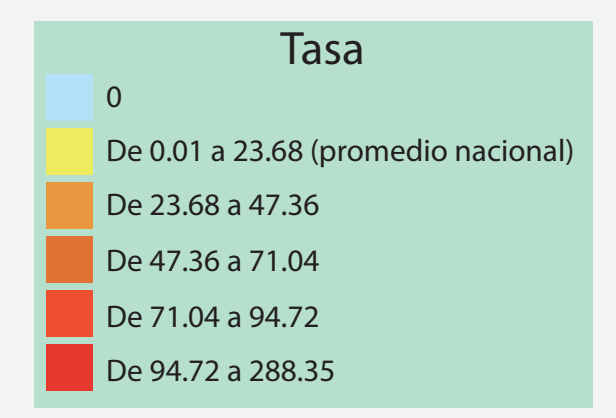 Tasa
0
De 0.01 a 23.68 (promedio nacional)
De 23.68 a 47.36
De 47.36 a 71.04
De 71.04 a 94.72
De 94.72 a 288.35